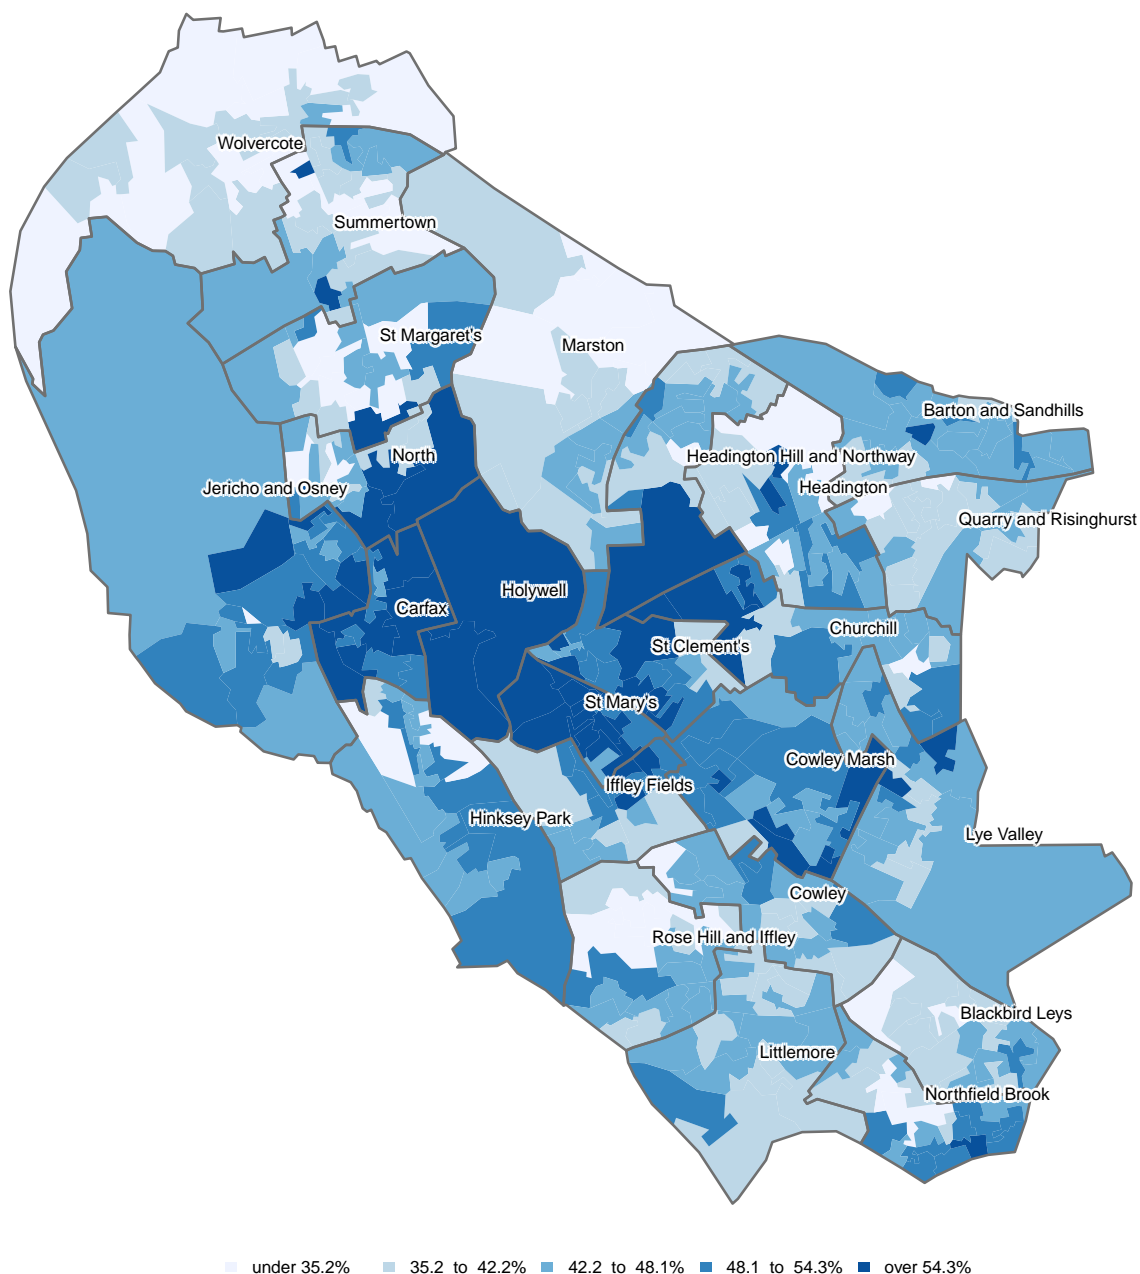 Wolvercote
Summertown
St Margaret's
Marston
Barton and Sandhills
North
Headington Hill and Northway
Jericho and Osney
Headington
Quarry and Risinghurst
Holywell
Carfax
Churchill
St Clement's
St Mary's
Cowley Marsh
Iffley Fields
Hinksey Park
Lye Valley
Cowley
Rose Hill and Iffley
Blackbird Leys
Littlemore
Northfield Brook
under 35.2% 35.2 to 42.2% 42.2 to 48.1% 48.1 to 54.3% over 54.3%